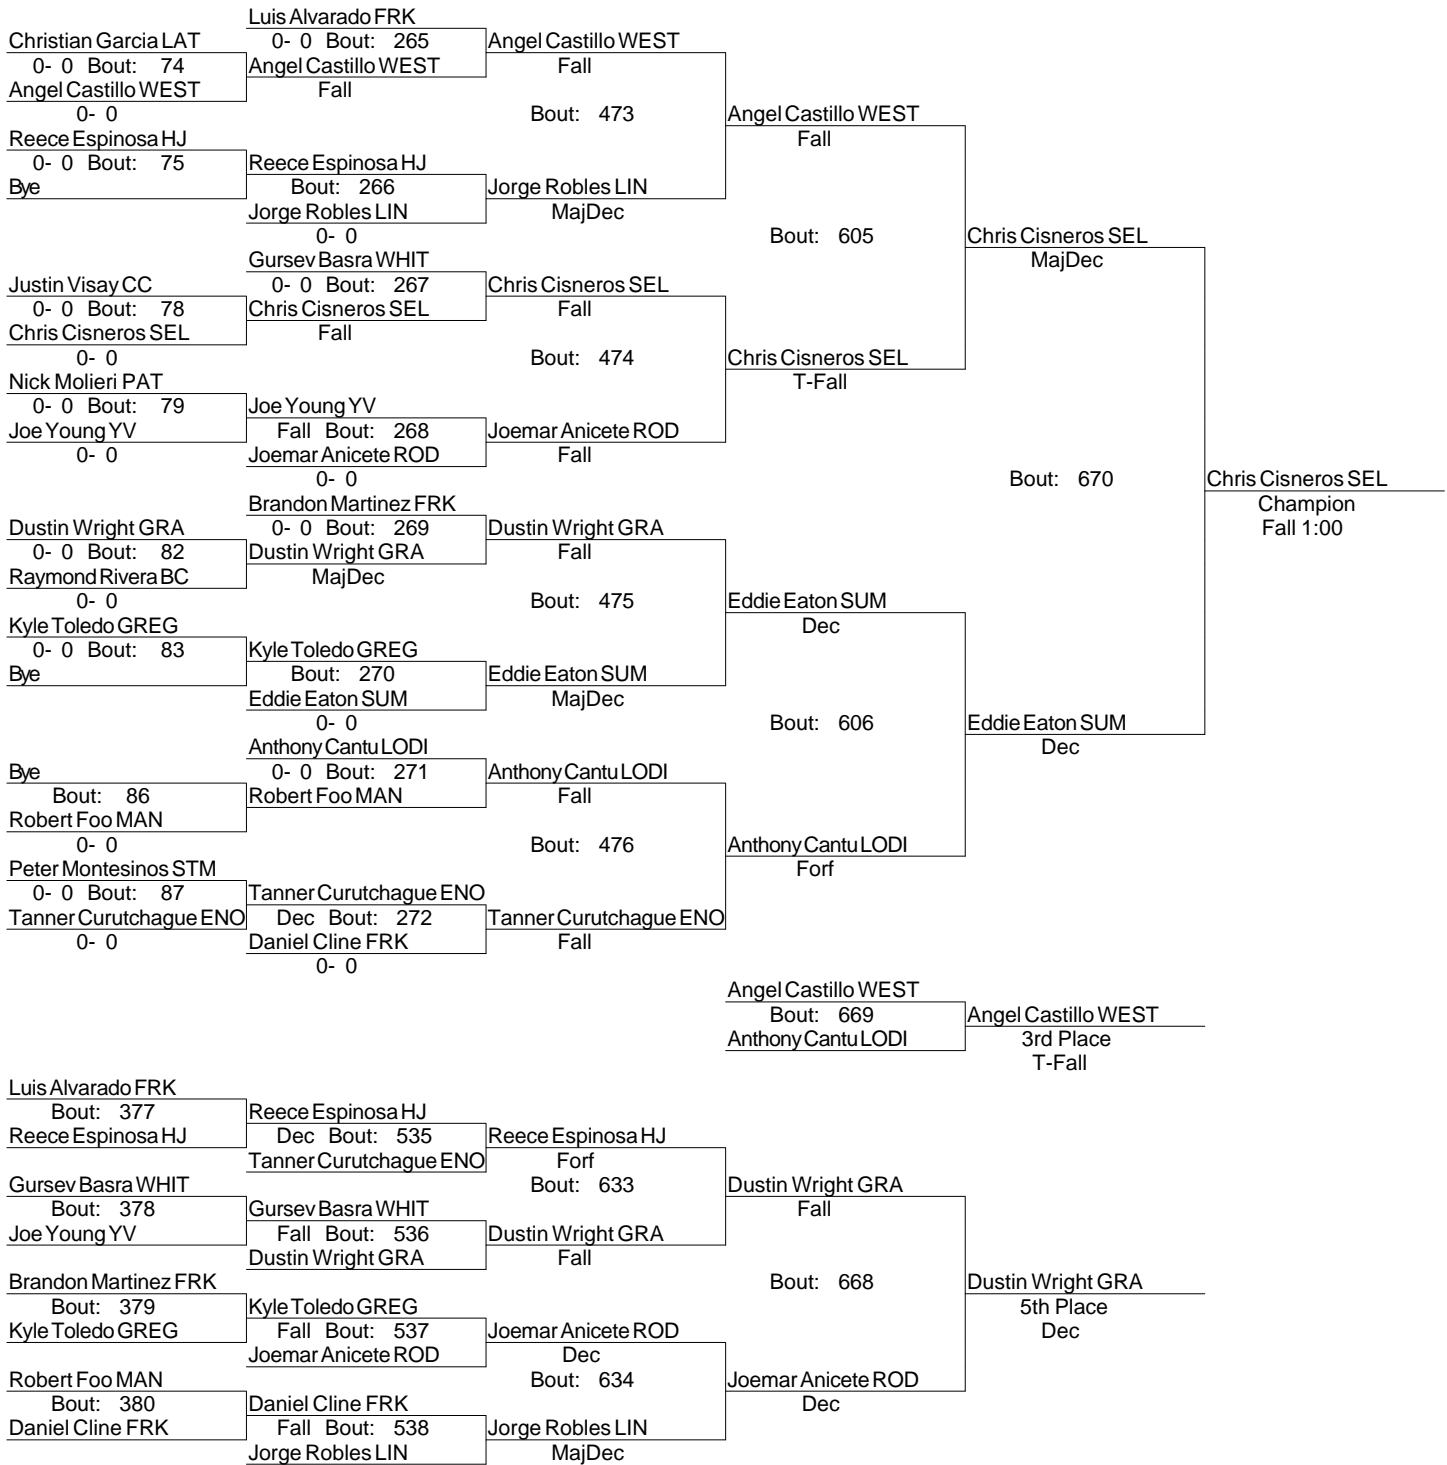 Luis Alvarado FRK
Christian Garcia LAT
0- 0 Bout: 265
Angel Castillo WEST
0- 0 Bout: 74
Angel Castillo WEST
Fall
Angel Castillo WEST
Fall
0- 0
Bout: 473
Angel Castillo WEST
Reece Espinosa HJ
Fall
0- 0 Bout: 75
Reece Espinosa HJ
Bye
Bout: 266
Jorge Robles LIN
Jorge Robles LIN
MajDec
0- 0
Bout: 605
Chris Cisneros SEL
Gursev Basra WHIT
MajDec
Justin Visay CC
0- 0 Bout: 267
Chris Cisneros SEL
0- 0 Bout: 78
Chris Cisneros SEL
Fall
Chris Cisneros SEL
Fall
0- 0
Bout: 474
Chris Cisneros SEL
Nick Molieri PAT
T-Fall
0- 0 Bout: 79
Joe Young YV
Joe Young YV
Fall Bout: 268
Joemar Anicete ROD
0- 0
Joemar Anicete ROD
Fall
0- 0
Bout: 670
Chris Cisneros SEL
Brandon Martinez FRK
Champion
Dustin Wright GRA
0- 0 Bout: 269
Dustin Wright GRA
Fall 1:00
0- 0 Bout: 82
Dustin Wright GRA
Fall
Raymond Rivera BC
MajDec
0- 0
Bout: 475
Eddie Eaton SUM
Kyle Toledo GREG
Dec
0- 0 Bout: 83
Kyle Toledo GREG
Bye
Bout: 270
Eddie Eaton SUM
Eddie Eaton SUM
MajDec
0- 0
Bout: 606
Eddie Eaton SUM
Anthony Cantu LODI
Dec
Bye
0- 0 Bout: 271
Anthony Cantu LODI
Bout: 86
Robert Foo MAN
Fall
Robert Foo MAN
0- 0
Bout: 476
Anthony Cantu LODI
Peter Montesinos STM
Forf
0- 0 Bout: 87
Tanner Curutchague ENO
Tanner Curutchague ENO
Dec Bout: 272
Tanner Curutchague ENO
0- 0
Daniel Cline FRK
Fall
0- 0
Angel Castillo WEST
Bout: 669
Angel Castillo WEST
Anthony Cantu LODI
3rd Place
T-Fall
Luis Alvarado FRK
Bout: 377
Reece Espinosa HJ
Reece Espinosa HJ
Dec Bout: 535
Reece Espinosa HJ
Tanner Curutchague ENO
Forf
Gursev Basra WHIT
Bout: 633
Dustin Wright GRA
Bout: 378
Gursev Basra WHIT
Fall
Joe Young YV
Fall Bout: 536
Dustin Wright GRA
Dustin Wright GRA
Fall
Brandon Martinez FRK
Bout: 668
Dustin Wright GRA
Bout: 379
Kyle Toledo GREG
5th Place
Kyle Toledo GREG
Fall Bout: 537
Joemar Anicete ROD
Dec
Joemar Anicete ROD
Dec
Robert Foo MAN
Bout: 634
Joemar Anicete ROD
Bout: 380
Daniel Cline FRK
Dec
Daniel Cline FRK
Fall Bout: 538
Jorge Robles LIN
Jorge Robles LIN
MajDec